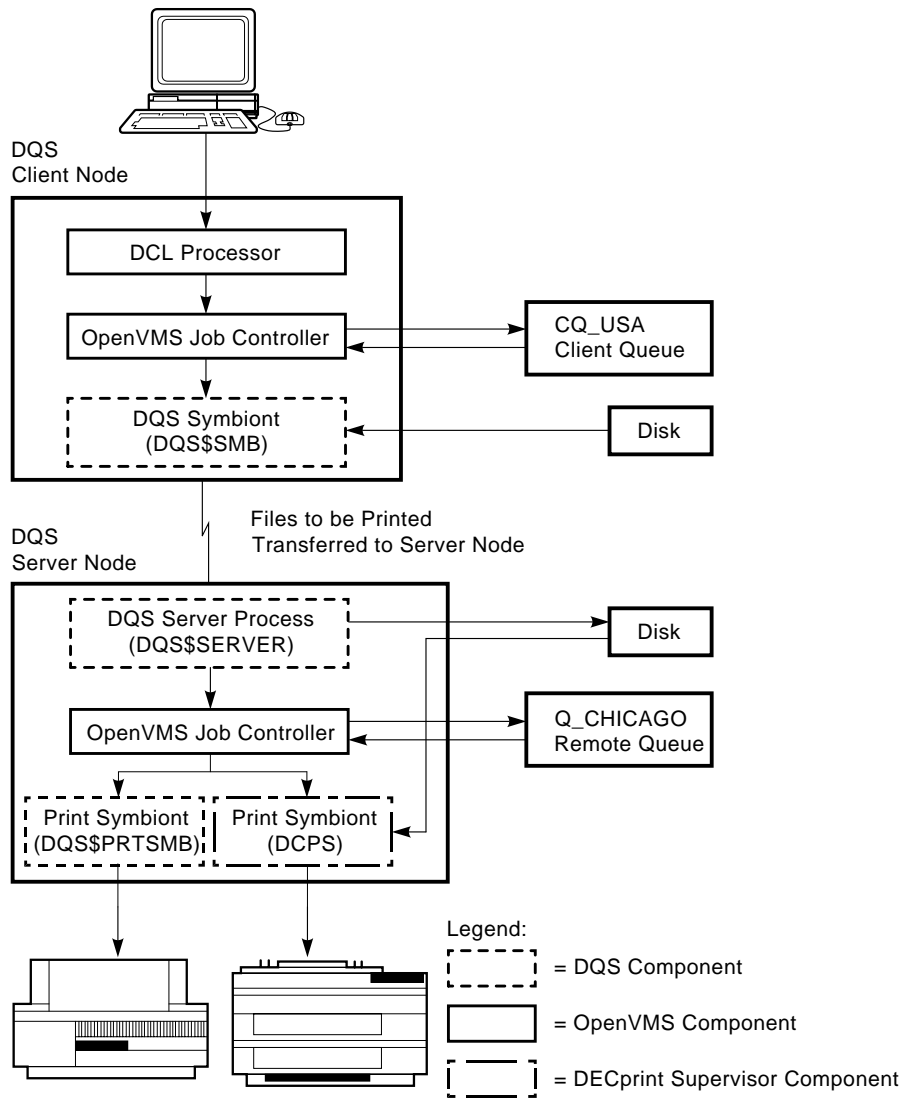 DQS
Client Node
DCL Processor
OpenVMS Job Controller
CQ_USA
Client Queue
DQS Symbiont
(DQS$SMB)
Disk
Files to be Printed
Transferred to Server Node
DQS
Server Node
DQS Server Process
(DQS$SERVER)
Disk
OpenVMS Job Controller
Q_CHICAGO
Remote Queue
Print Symbiont
(DQS$PRTSMB)
Print Symbiont
(DCPS)
Legend:
= DQS Component
= OpenVMS Component
= DECprint Supervisor Component